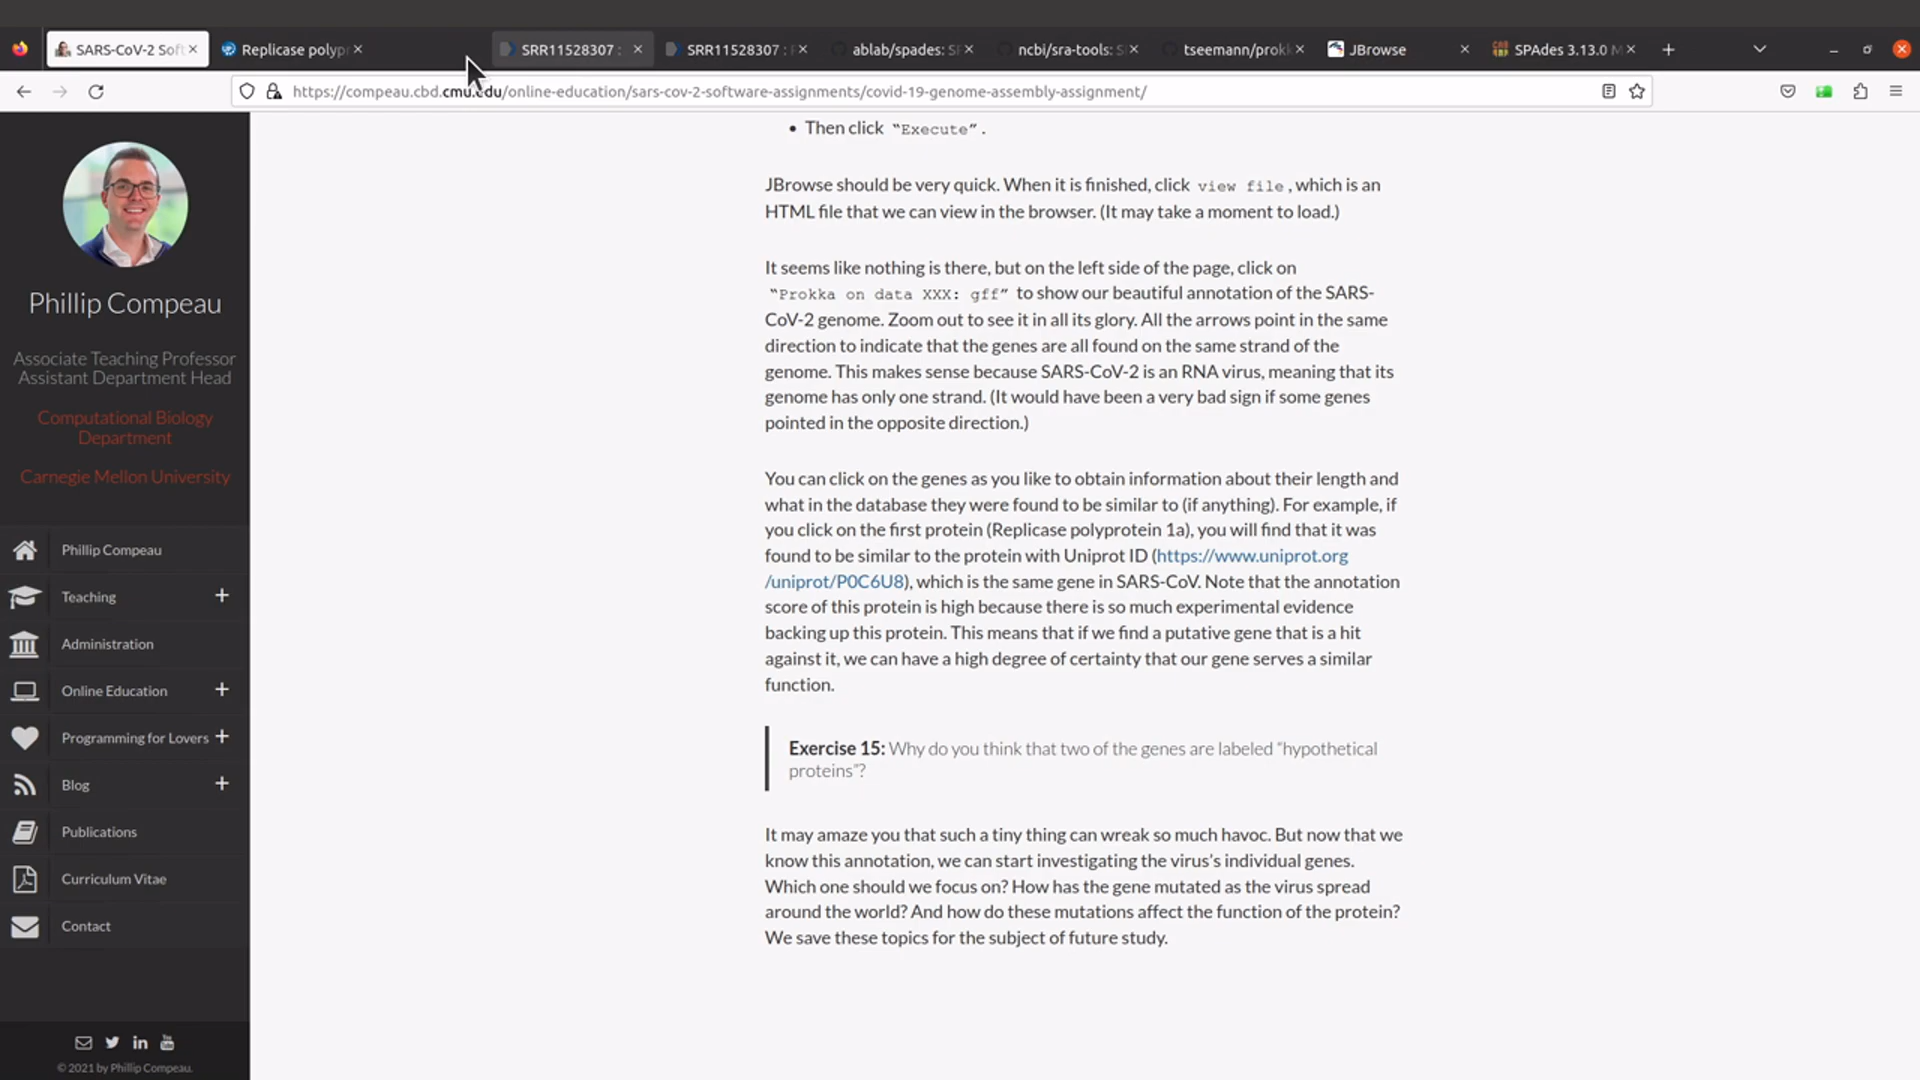 SARS-CoV-2 Soft
Replicase polypr
SRR11528307 :
SRR11528307 : F
ablab/spades: SF
ncbi/sra-tools: S
tseemann/prokk
JBrowse
SPAdes 3.13.0 M
https://compeau.cbd.cmu.edu/online-education/sars-cov-2-software-assignments/covid-19-genome-assembly-assignment/
Phillip Compeau
Associate Teaching Professor
Assistant Department Head
Computational Biology
Department
Carnegie Mellon University
Phillip Compeau
Teaching +
Administration
Online Education +
Programming for Lovers +
Blog +
Publications
Curriculum Vitae
Contact
© 2021 by Phillip Compeau.
• Then click “Execute”.
JBrowse should be very quick. When it is finished, click view file, which is an
HTML file that we can view in the browser. (It may take a moment to load.)
It seems like nothing is there, but on the left side of the page, click on
“Prokka on data XXX: gff” to show our beautiful annotation of the SARS-
CoV-2 genome. Zoom out to see it in all its glory. All the arrows point in the same
direction to indicate that the genes are all found on the same strand of the
genome. This makes sense because SARS-CoV-2 is an RNA virus, meaning that its
genome has only one strand. (It would have been a very bad sign if some genes
pointed in the opposite direction.)
You can click on the genes as you like to obtain information about their length and
what in the database they were found to be similar to (if anything). For example, if
you click on the first protein (Replicase polyprotein 1a), you will find that it was
found to be similar to the protein with Uniprot ID (https://www.uniprot.org
/uniprot/P0C6U8), which is the same gene in SARS-CoV. Note that the annotation
score of this protein is high because there is so much experimental evidence
backing up this protein. This means that if we find a putative gene that is a hit
against it, we can have a high degree of certainty that our gene serves a similar
function.
Exercise 15: Why do you think that two of the genes are labeled “hypothetical
proteins”?
It may amaze you that such a tiny thing can wreak so much havoc. But now that we
know this annotation, we can start investigating the virus’s individual genes.
Which one should we focus on? How has the gene mutated as the virus spread
around the world? And how do these mutations affect the function of the protein?
We save these topics for the subject of future study.